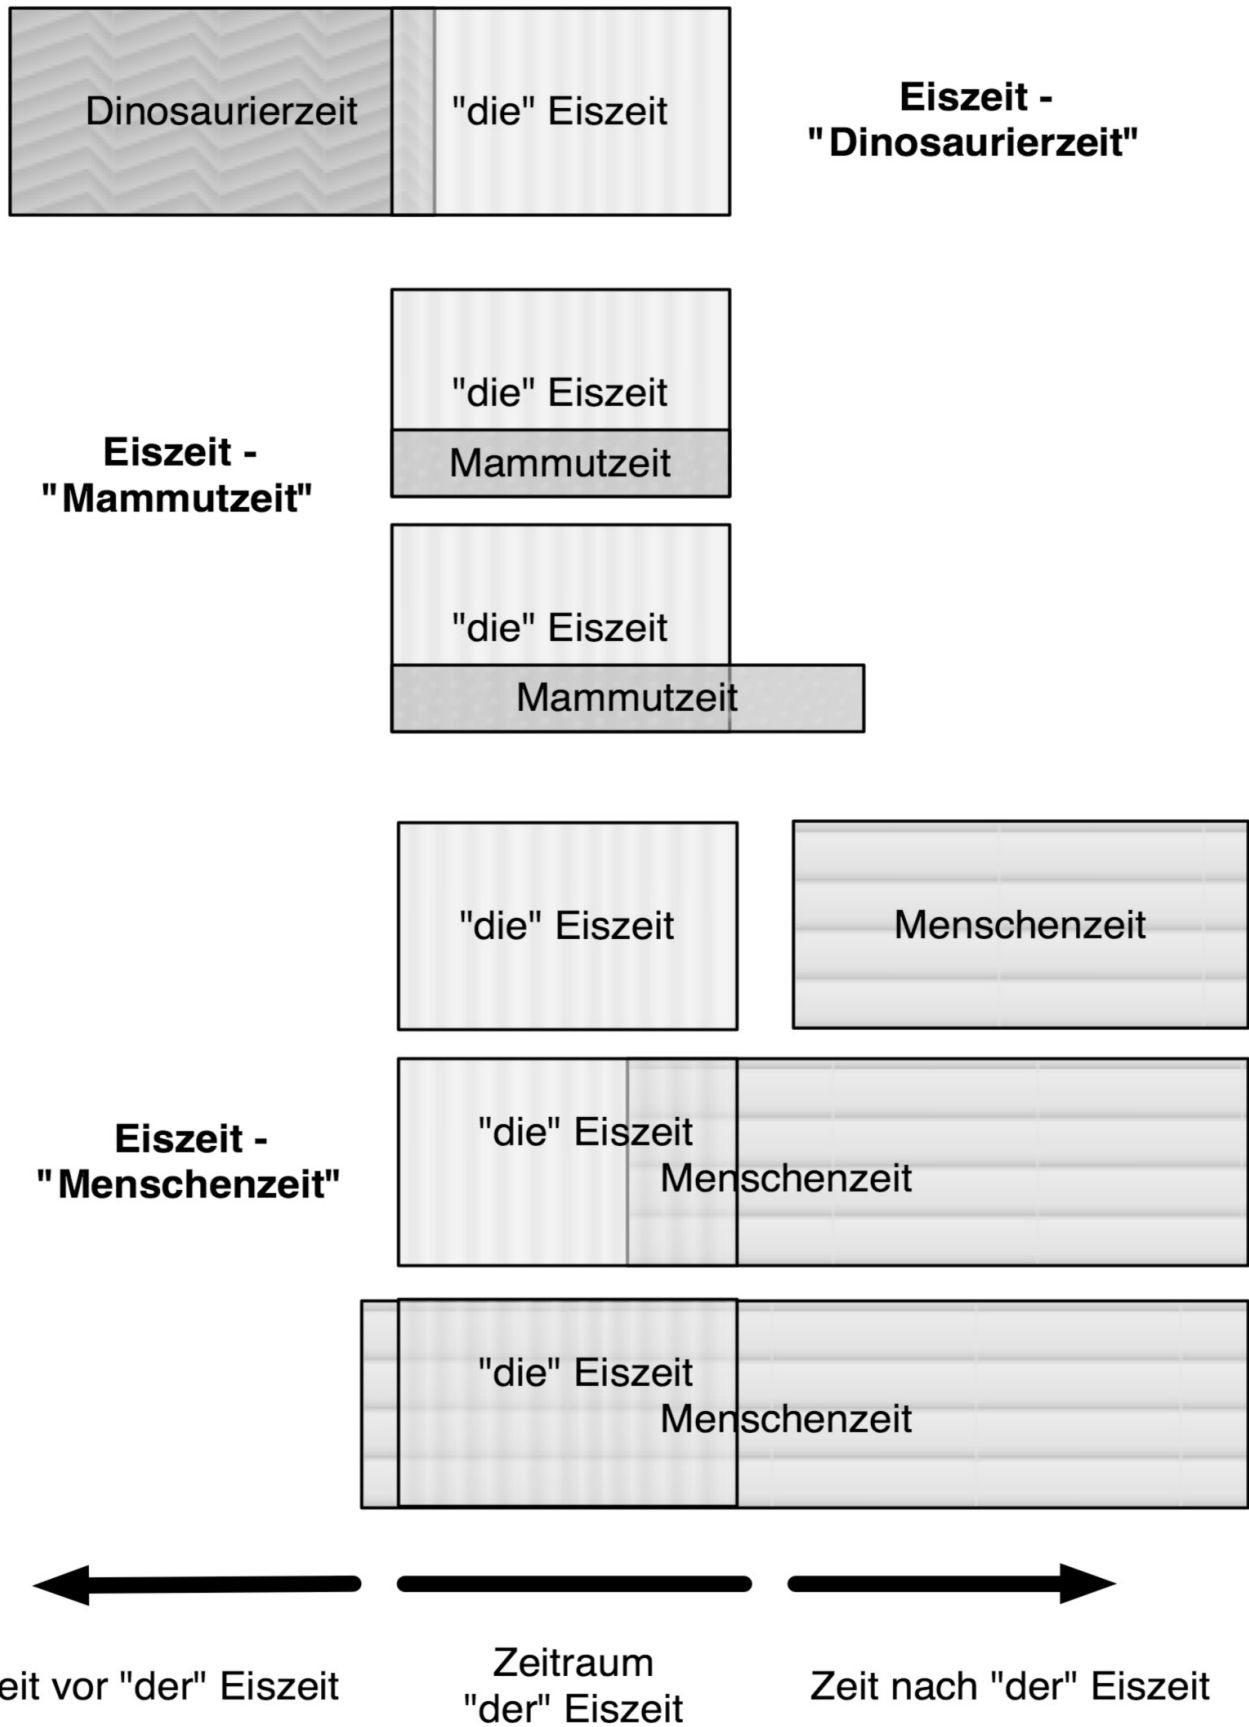 Dinosaurierzeit
"die" Eiszeit
Eiszeit -
"Dinosaurierzeit"
"die" Eiszeit
Mammutzeit
Eiszeit -
"Mammutzeit"
"die" Eiszeit
Mammutzeit
"die" Eiszeit
Menschenzeit
"die" Eiszeit
Menschenzeit
Eiszeit -
"Menschenzeit"
"die" Eiszeit
Menschenzeit
eit vor "der" Eiszeit
Zeitraum
"der" Eiszeit
Zeit nach "der" Eiszeit